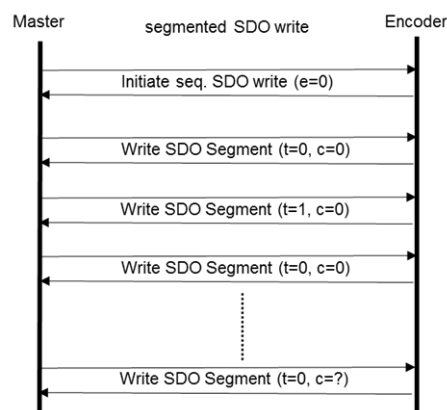 Master
segmented SDO write
Encoder
Initiate seq. SDO write (e=0)
Write SDO Segment (t=0, c=0)
Write SDO Segment (t=1, c=0)
Write SDO Segment (t=0, c=0)
Write SDO Segment (t=0, c=?)